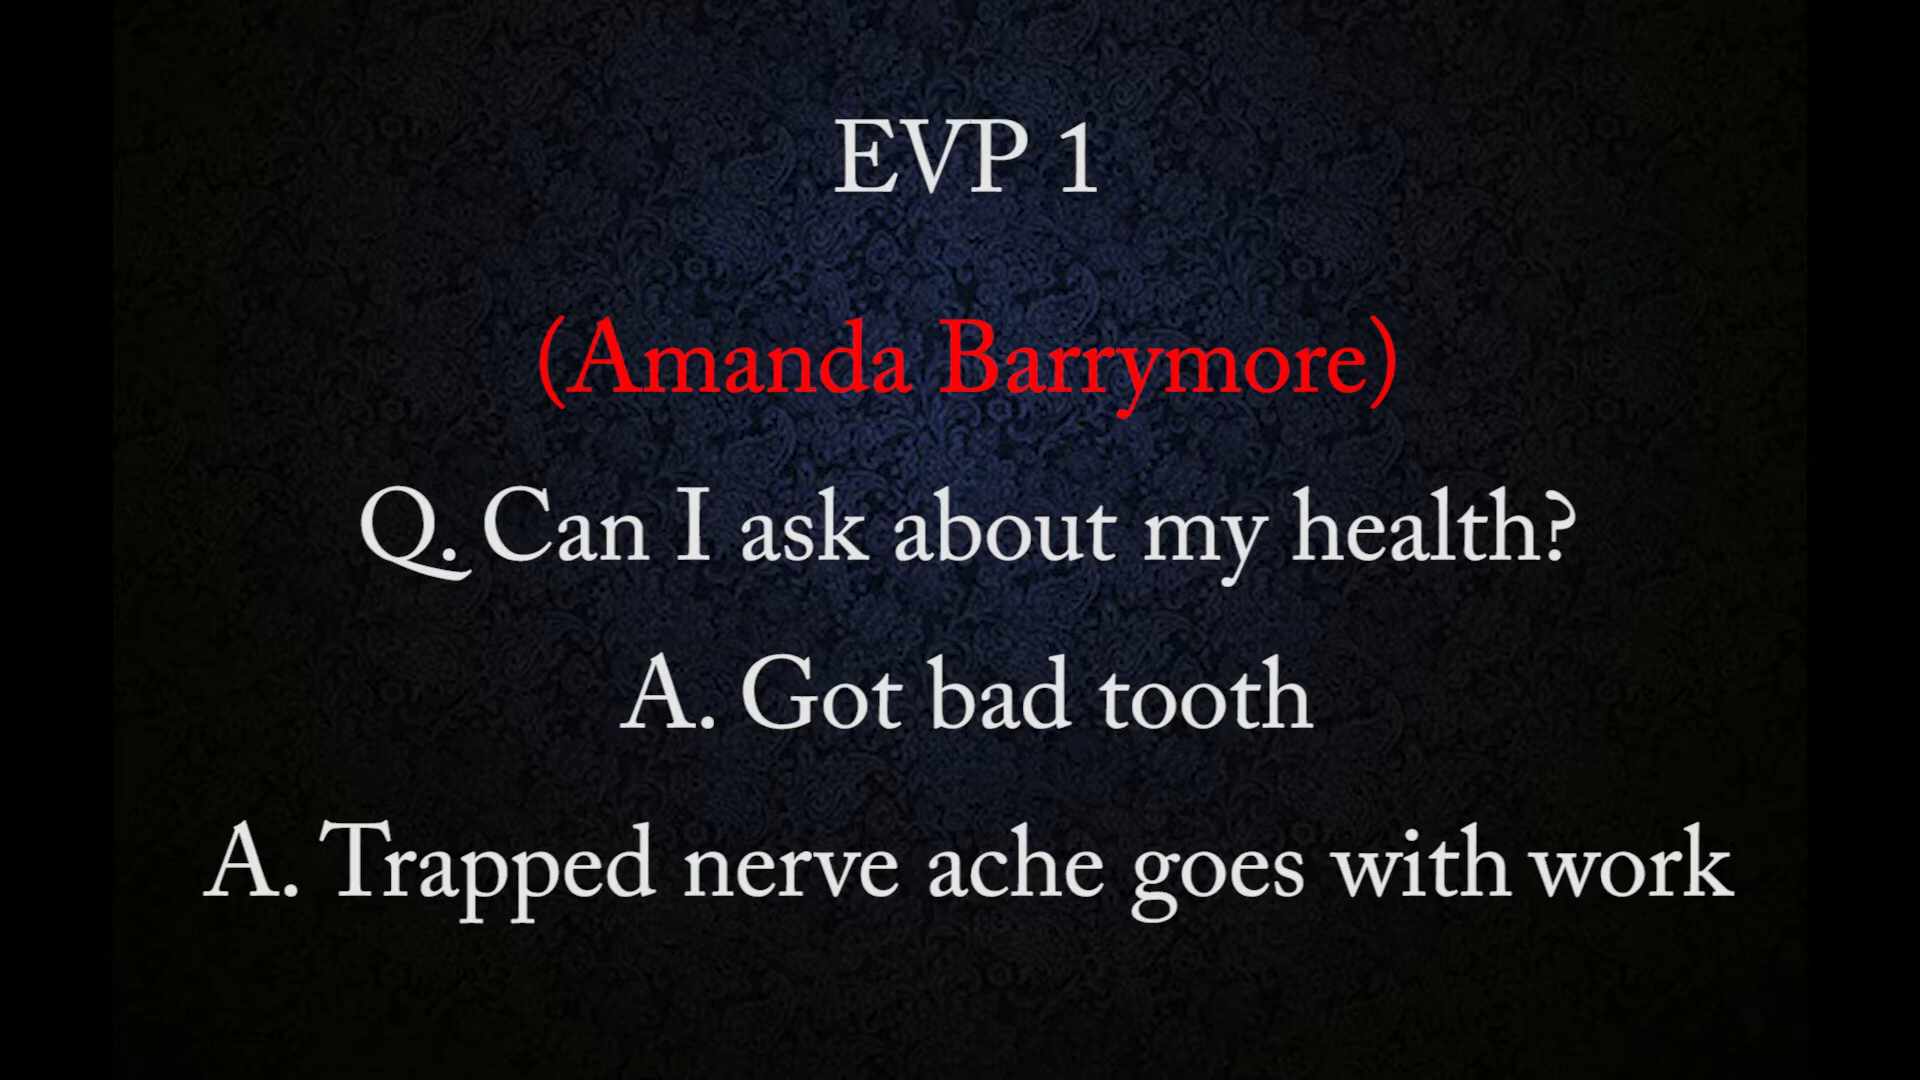 EVP 1
(Amanda Barrymore)
Q. Can I ask about my health?
A. Got bad tooth
A. Trapped nerve ache goes with work